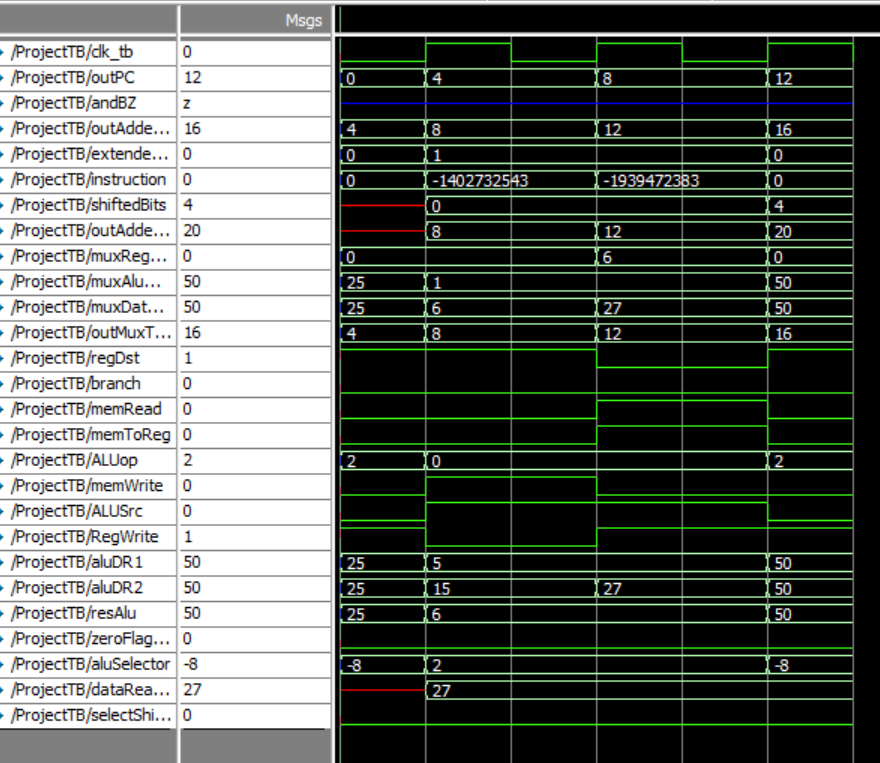 Msgs
/ProjectTB/clk_tb 0
/ProjectTB/outPC 12 0 4 8 12
/ProjectTB/andBZ z
/ProjectTB/outAdde... 16 4 8 12 16
/ProjectTB/extende... 0 0 1 0
/ProjectTB/instruction 0 0 -1402732543 -1939472383 0
/ProjectTB/shiftedBits 4 0 4
/ProjectTB/outAdde... 20 8 12 20
/ProjectTB/muxReg... 0 0 6 0
/ProjectTB/muxAlu... 50 25 1 50
/ProjectTB/muxDat... 50 25 6 27 50
/ProjectTB/outMuxT... 16 4 8 12 16
/ProjectTB/regDst 1
/ProjectTB/branch 0
/ProjectTB/memRead 0
/ProjectTB/memToReg 0
/ProjectTB/ALUop 2 2 0 2
/ProjectTB/memWrite 0
/ProjectTB/ALUSrc 0
/ProjectTB/RegWrite 1
/ProjectTB/aluDR1 50 25 5 50
/ProjectTB/aluDR2 50 25 15 27 50
/ProjectTB/resAlu 50 25 6 50
/ProjectTB/zeroFlag... 0
/ProjectTB/aluSelector -8 -8 2 -8
/ProjectTB/dataRea... 27 27
/ProjectTB/selectShi... 0